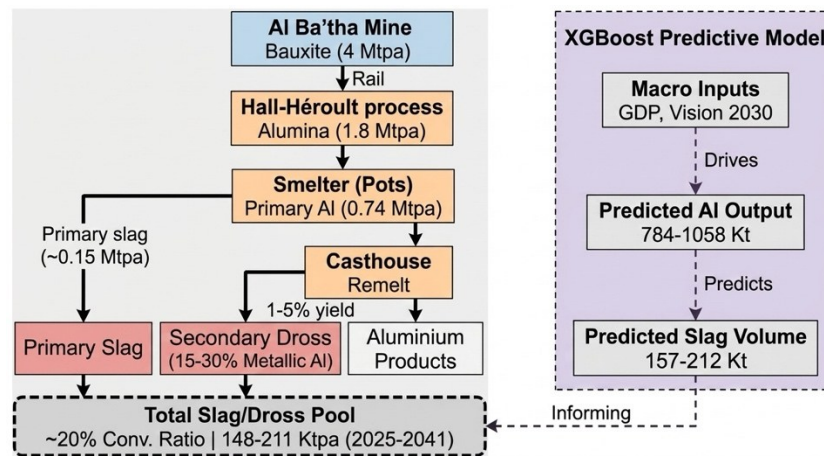 Al Ba’tha Mine
Bauxite (4 Mtpa)
Rail
Hall-Héroult process
Alumina (1.8 Mtpa)
Smelter (Pots)
Primary Al (0.74 Mtpa)
Primary slag
(~0.15 Mtpa)
Casthouse
Remelt
1-5% yield
Primary Slag
Secondary Dross
(15-30% Metallic Al)
Aluminium
Products
Total Slag/Dross Pool
~20% Conv. Ratio | 148-211 Ktpa (2025-2041)
XGBoost Predictive Model
Macro Inputs
GDP, Vision 2030
Drives
Predicted Al Output
784-1058 Kt
Predicts
Predicted Slag Volume
157-212 Kt
Informing